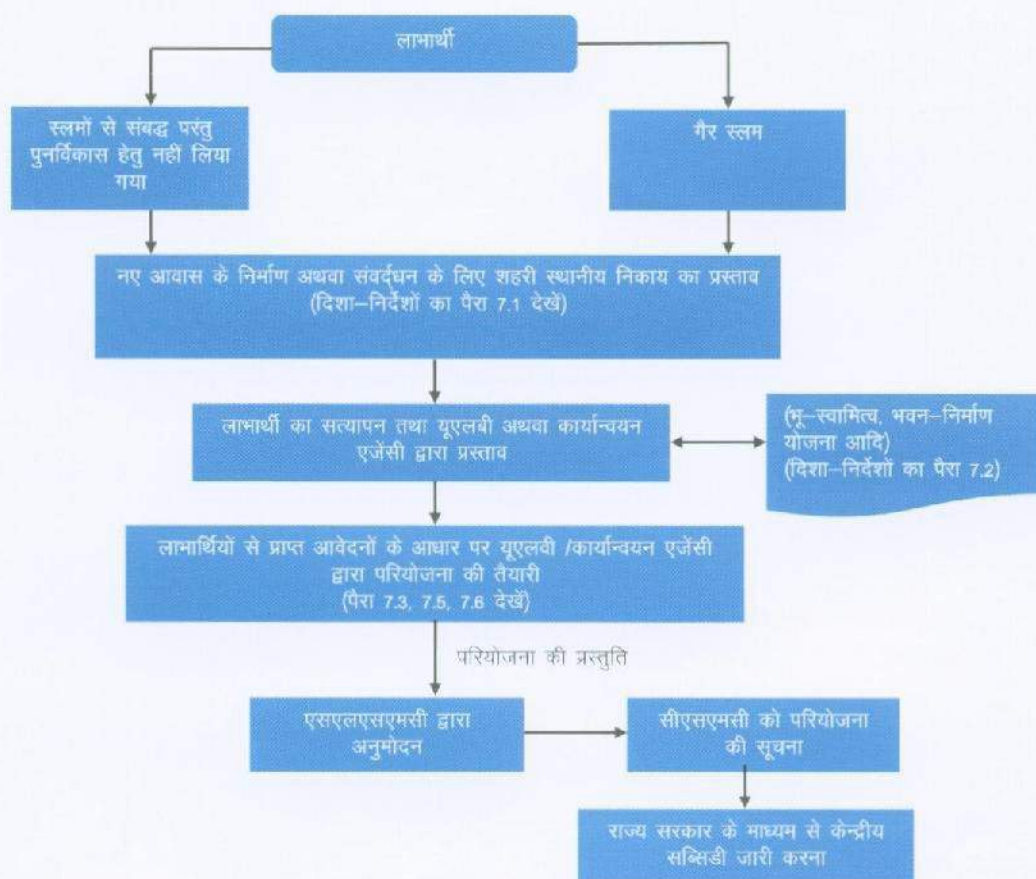 लाभार्थी
स्लमों से संबद्ध परंतु
पुनर्विकास हेतु नहीं लिया
गया
गैर स्लम
नए आवास के निर्माण अथवा संवर्द्धन के लिए शहरी स्थानीय निकाय का प्रस्ताव
(दिशा–निर्देशों का पैरा 7.1 देखें)
लाभार्थी का सत्यापन तथा यूएलबी अथवा कार्यान्वयन
एजेंसी द्वारा प्रस्ताव
(भू–स्वामित्व, भवन–निर्माण
योजना आदि)
(दिशा–निर्देशों का पैरा 7.2)
लाभार्थियों से प्राप्त आवेदनों के आधार पर यूएलवी /कार्यान्वयन एजेंसी
द्वारा परियोजना की तैयारी
(पैरा 7.3, 7.5, 7.6 देखें)
परियोजना की प्रस्तुति
एसएलएसएमसी द्वारा
अनुमोदन
सीएसएमसी को परियोजना
की सूचना
राज्य सरकार के माध्यम से केन्द्रीय
सब्सिडी जारी करना